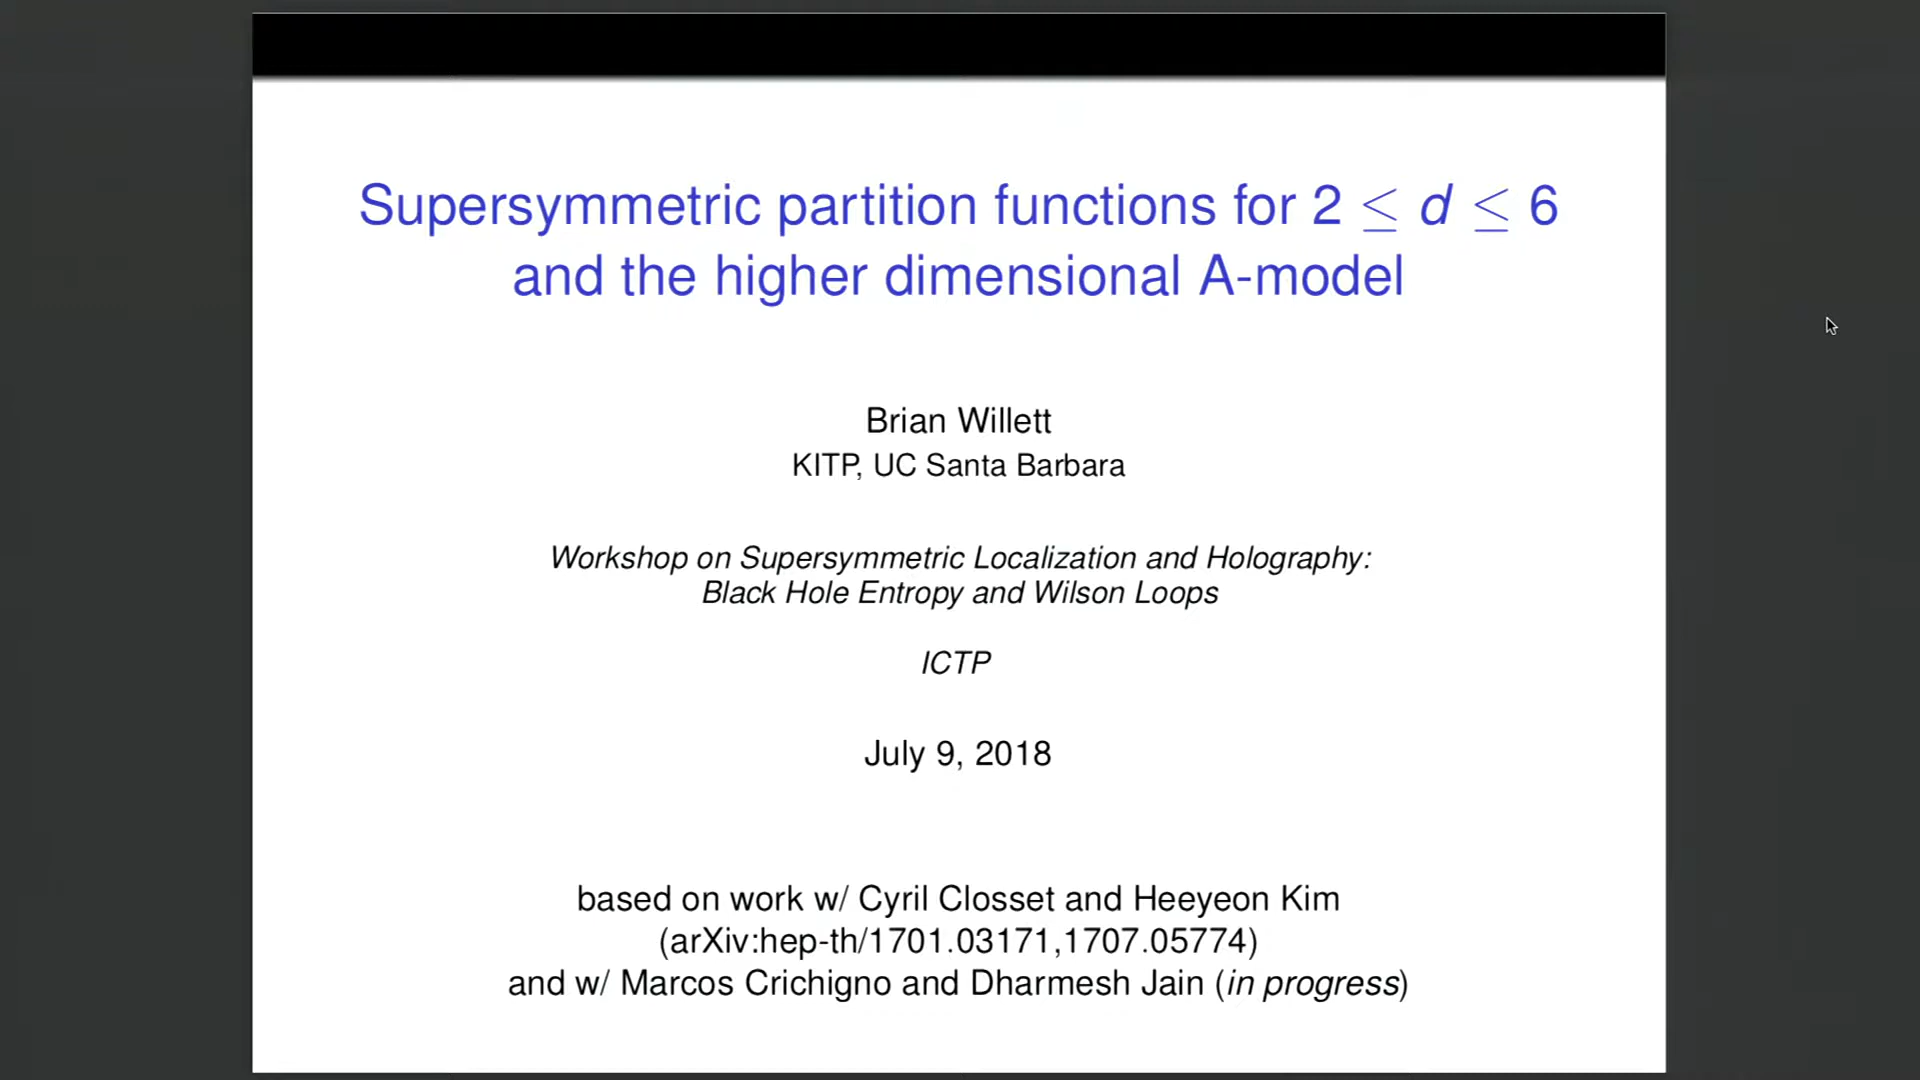 Supersymmetric partition functions for 2 ≤ d ≤ 6
and the higher dimensional A-model
Brian Willett
KITP, UC Santa Barbara
Workshop on Supersymmetric Localization and Holography:
Black Hole Entropy and Wilson Loops
ICTP
July 9, 2018
based on work w/ Cyril Closset and Heeyeon Kim
(arXiv:hep-th/1701.03171,1707.05774)
and w/ Marcos Crichigno and Dharmesh Jain (in progress)